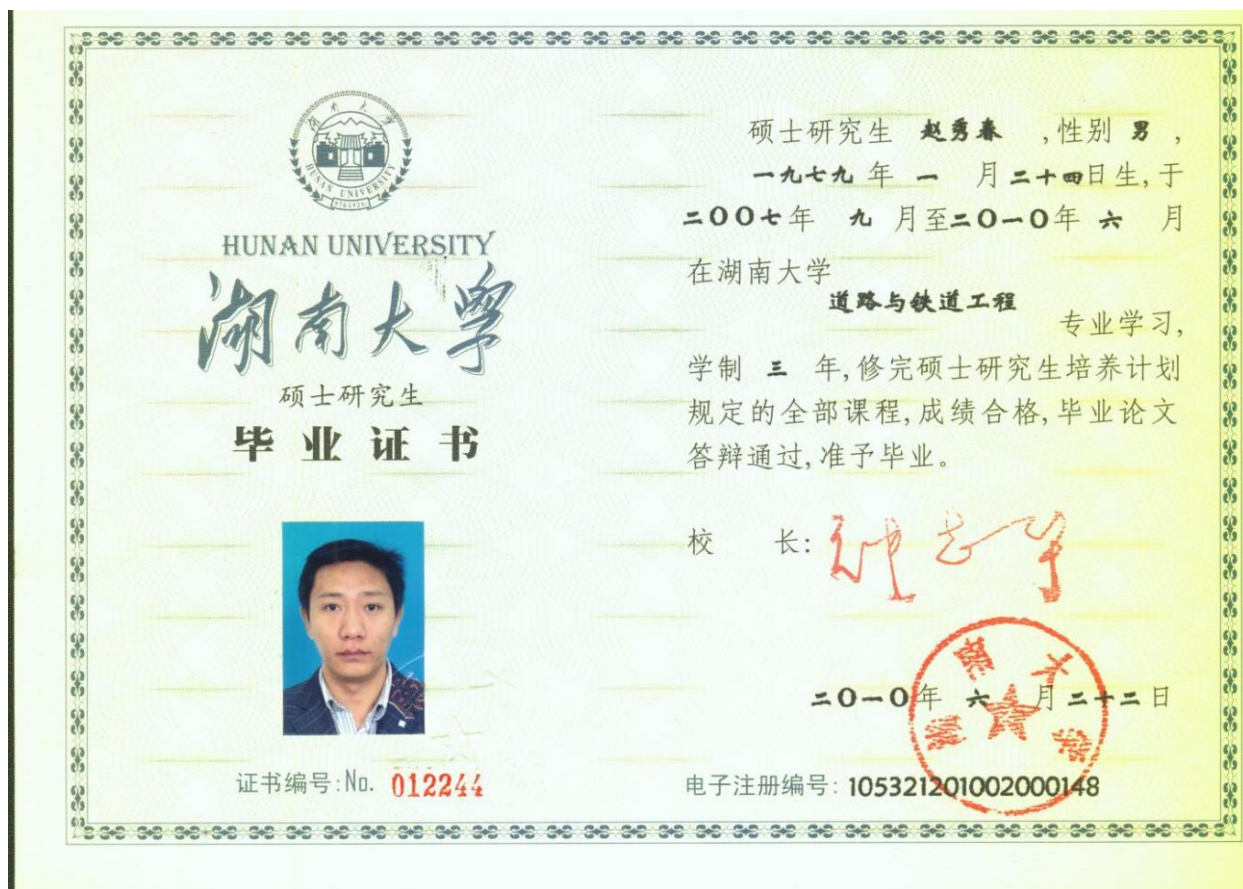 HUNAN UNIVERSITY
湖南大学
硕士研究生
毕业证书
证书编号:No. 012244
硕士研究生 赵秀春 ,性别 男 ,
一九七九 年 一 月 二十四日生,于
二00七年 九 月至二0一0年 六 月
在湖南大学
道路与铁道工程
专业学习,
学制 三 年,修完硕士研究生培养计划
规定的全部课程,成绩合格,毕业论文
答辩通过,准予毕业。
校 长:
二0一0年 六 月二十二日
电子注册编号: 105321201002000148